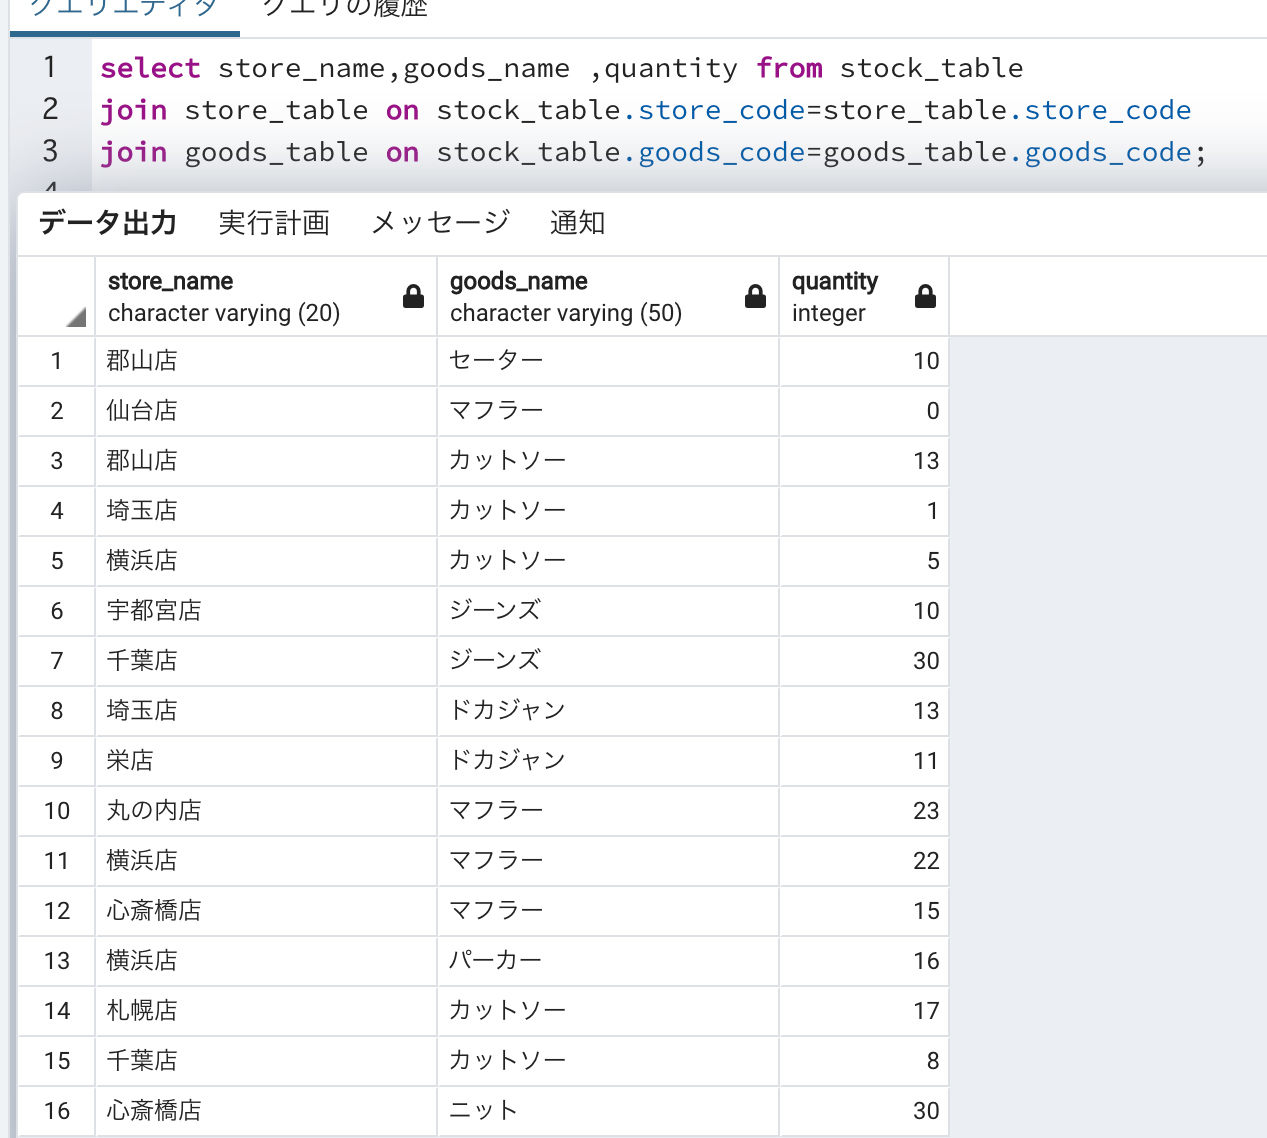 クエリエディタ クエリの履歴
1 select store_name,goods_name ,quantity from stock_table
2 join store_table on stock_table.store_code=store_table.store_code
3 join goods_table on stock_table.goods_code=goods_table.goods_code;
4
データ出力 実行計画 メッセージ 通知
store_name goods_name quantity
character varying (20) character varying (50) integer
1 郡山店 セーター 10
2 仙台店 マフラー 0
3 郡山店 カットソー 13
4 埼玉店 カットソー 1
5 横浜店 カットソー 5
6 宇都宮店 ジーンズ 10
7 千葉店 ジーンズ 30
8 埼玉店 ドカジャン 13
9 栄店 ドカジャン 11
10 丸の内店 マフラー 23
11 横浜店 マフラー 22
12 心斎橋店 マフラー 15
13 横浜店 パーカー 16
14 札幌店 カットソー 17
15 千葉店 カットソー 8
16 心斎橋店 ニット 30